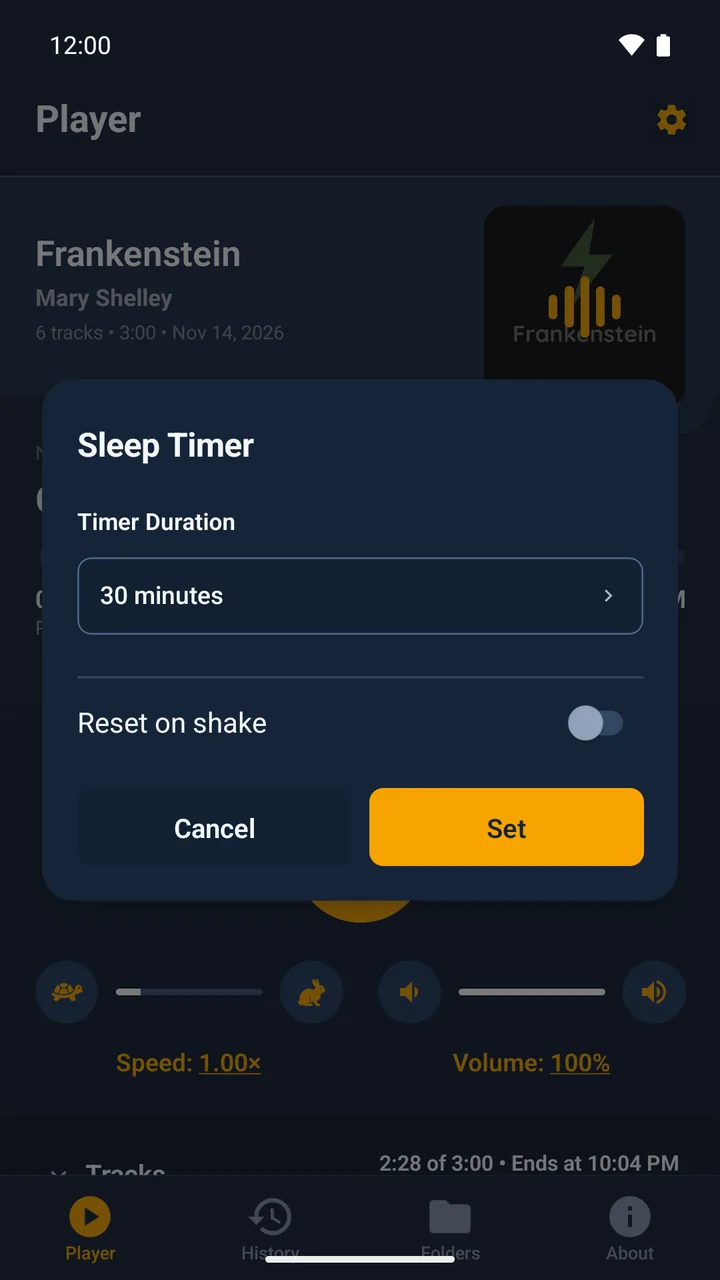 12:00
Player
Frankenstein
Mary Shelley
6 tracks • 3:00 • Nov 14, 2026
Frankenstein
Sleep Timer
Timer Duration
30 minutes
Reset on shake
Cancel
Set
Speed: 1.00×
Volume: 100%
Tracks
2:28 of 3:00 • Ends at 10:04 PM
Player
History
Folders
About